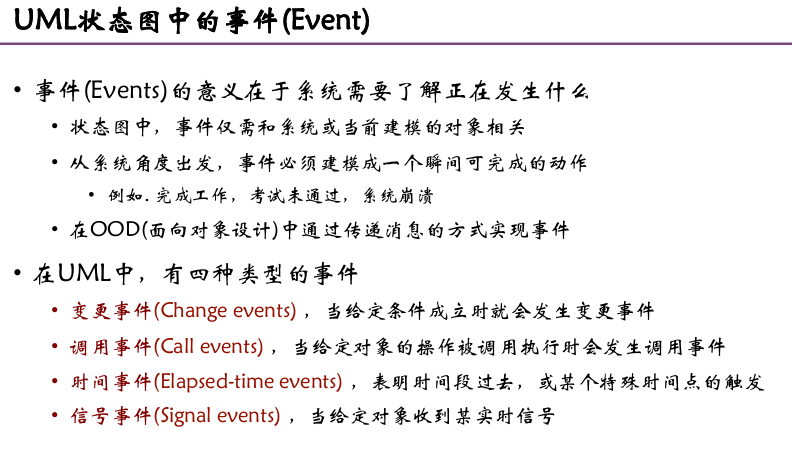 UML状态图中的事件(Event)
• 事件(Events)的意义在于系统需要了解正在发生什么
• 状态图中，事件仅需和系统或当前建模的对象相关
• 从系统角度出发，事件必须建模成一个瞬间可完成的动作
• 例如.完成工作，考试未通过，系统崩溃
• 在OOD(面向对象设计)中通过传递消息的方式实现事件
• 在UML中，有四种类型的事件
• 变更事件(Change events)，当给定条件成立时就会发生变更事件
• 调用事件(Call events)，当给定对象的操作被调用执行时会发生调用事件
• 时间事件(Elapsed-time events)，表明时间段过去，或某个特殊时间点的触发
• 信号事件(Signal events)，当给定对象收到某实时信号